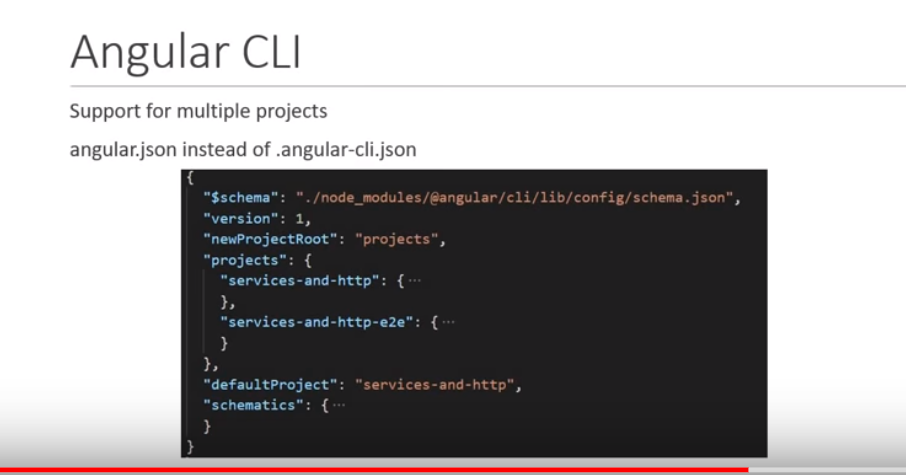 Angular CLI
Support for multiple projects
angular.json instead of .angular-cli.json
{
"$schema": "./node_modules/@angular/cli/lib/config/schema.json",
"version": 1,
"newProjectRoot": "projects",
"projects": {
"services-and-http": {···
},
"services-and-http-e2e": {···
}
},
"defaultProject": "services-and-http",
"schematics": {···
}
}